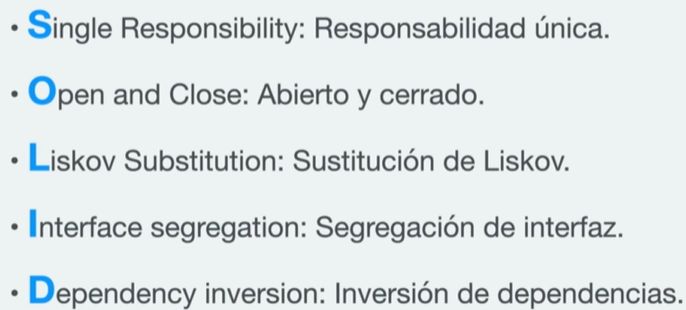 • Single Responsibility: Responsabilidad única.
• Open and Close: Abierto y cerrado.
• Liskov Substitution: Sustitución de Liskov.
• Interface segregation: Segregación de interfaz.
• Dependency inversion: Inversión de dependencias.